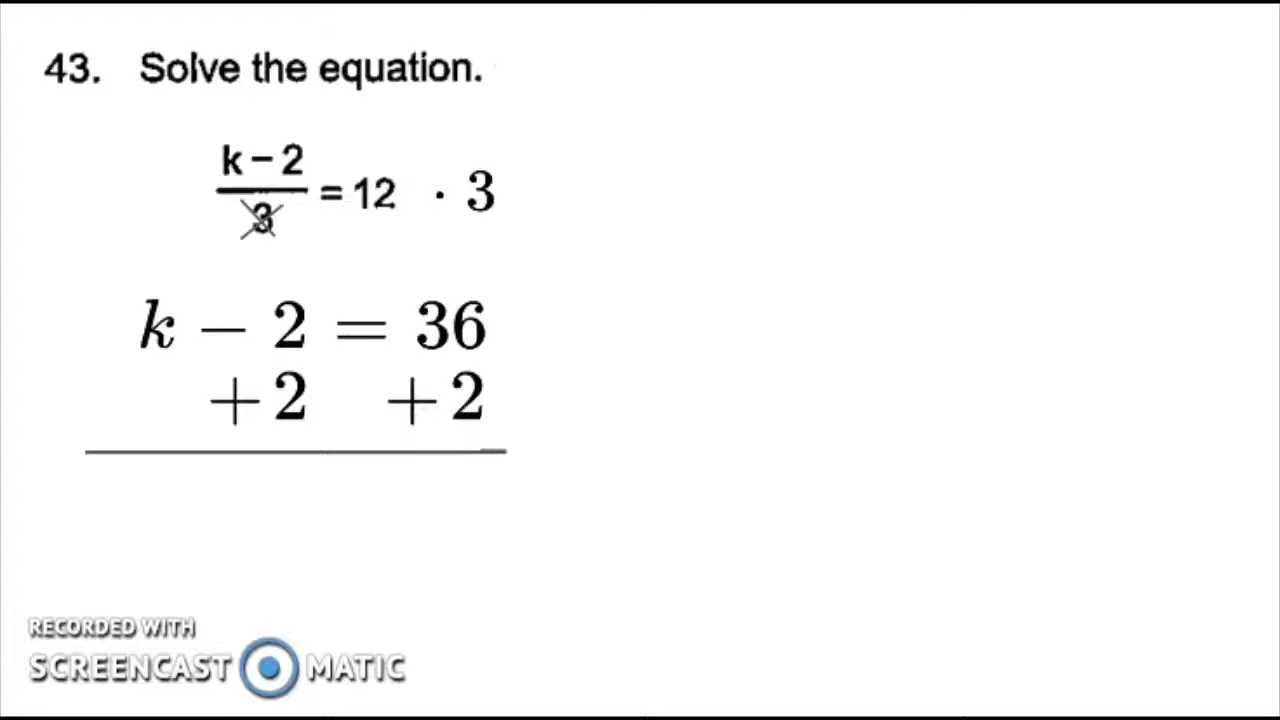 43. Solve the equation.
k – 2
3
= 12 · 3
k − 2 = 36
+ 2 + 2
RECORDED WITH
SCREENCAST MATIC